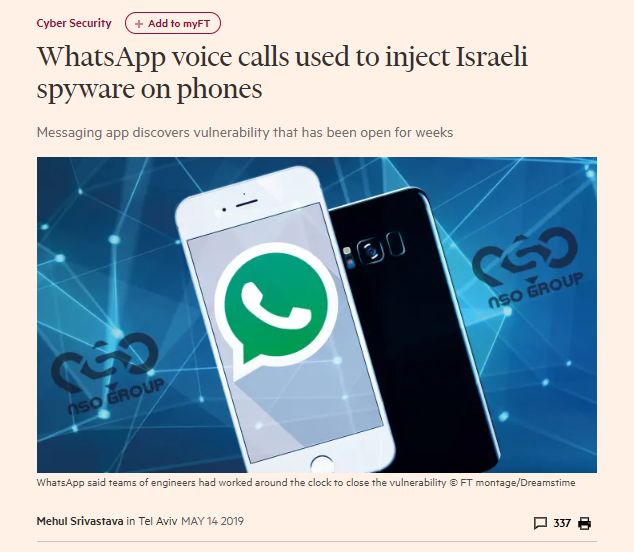 Cyber Security + Add to myFT
WhatsApp voice calls used to inject Israeli
spyware on phones
Messaging app discovers vulnerability that has been open for weeks
NSO GROUP
NSO GROUP
WhatsApp said teams of engineers had worked around the clock to close the vulnerability © FT montage/Dreamstime
Mehul Srivastava in Tel Aviv MAY 14 2019
337